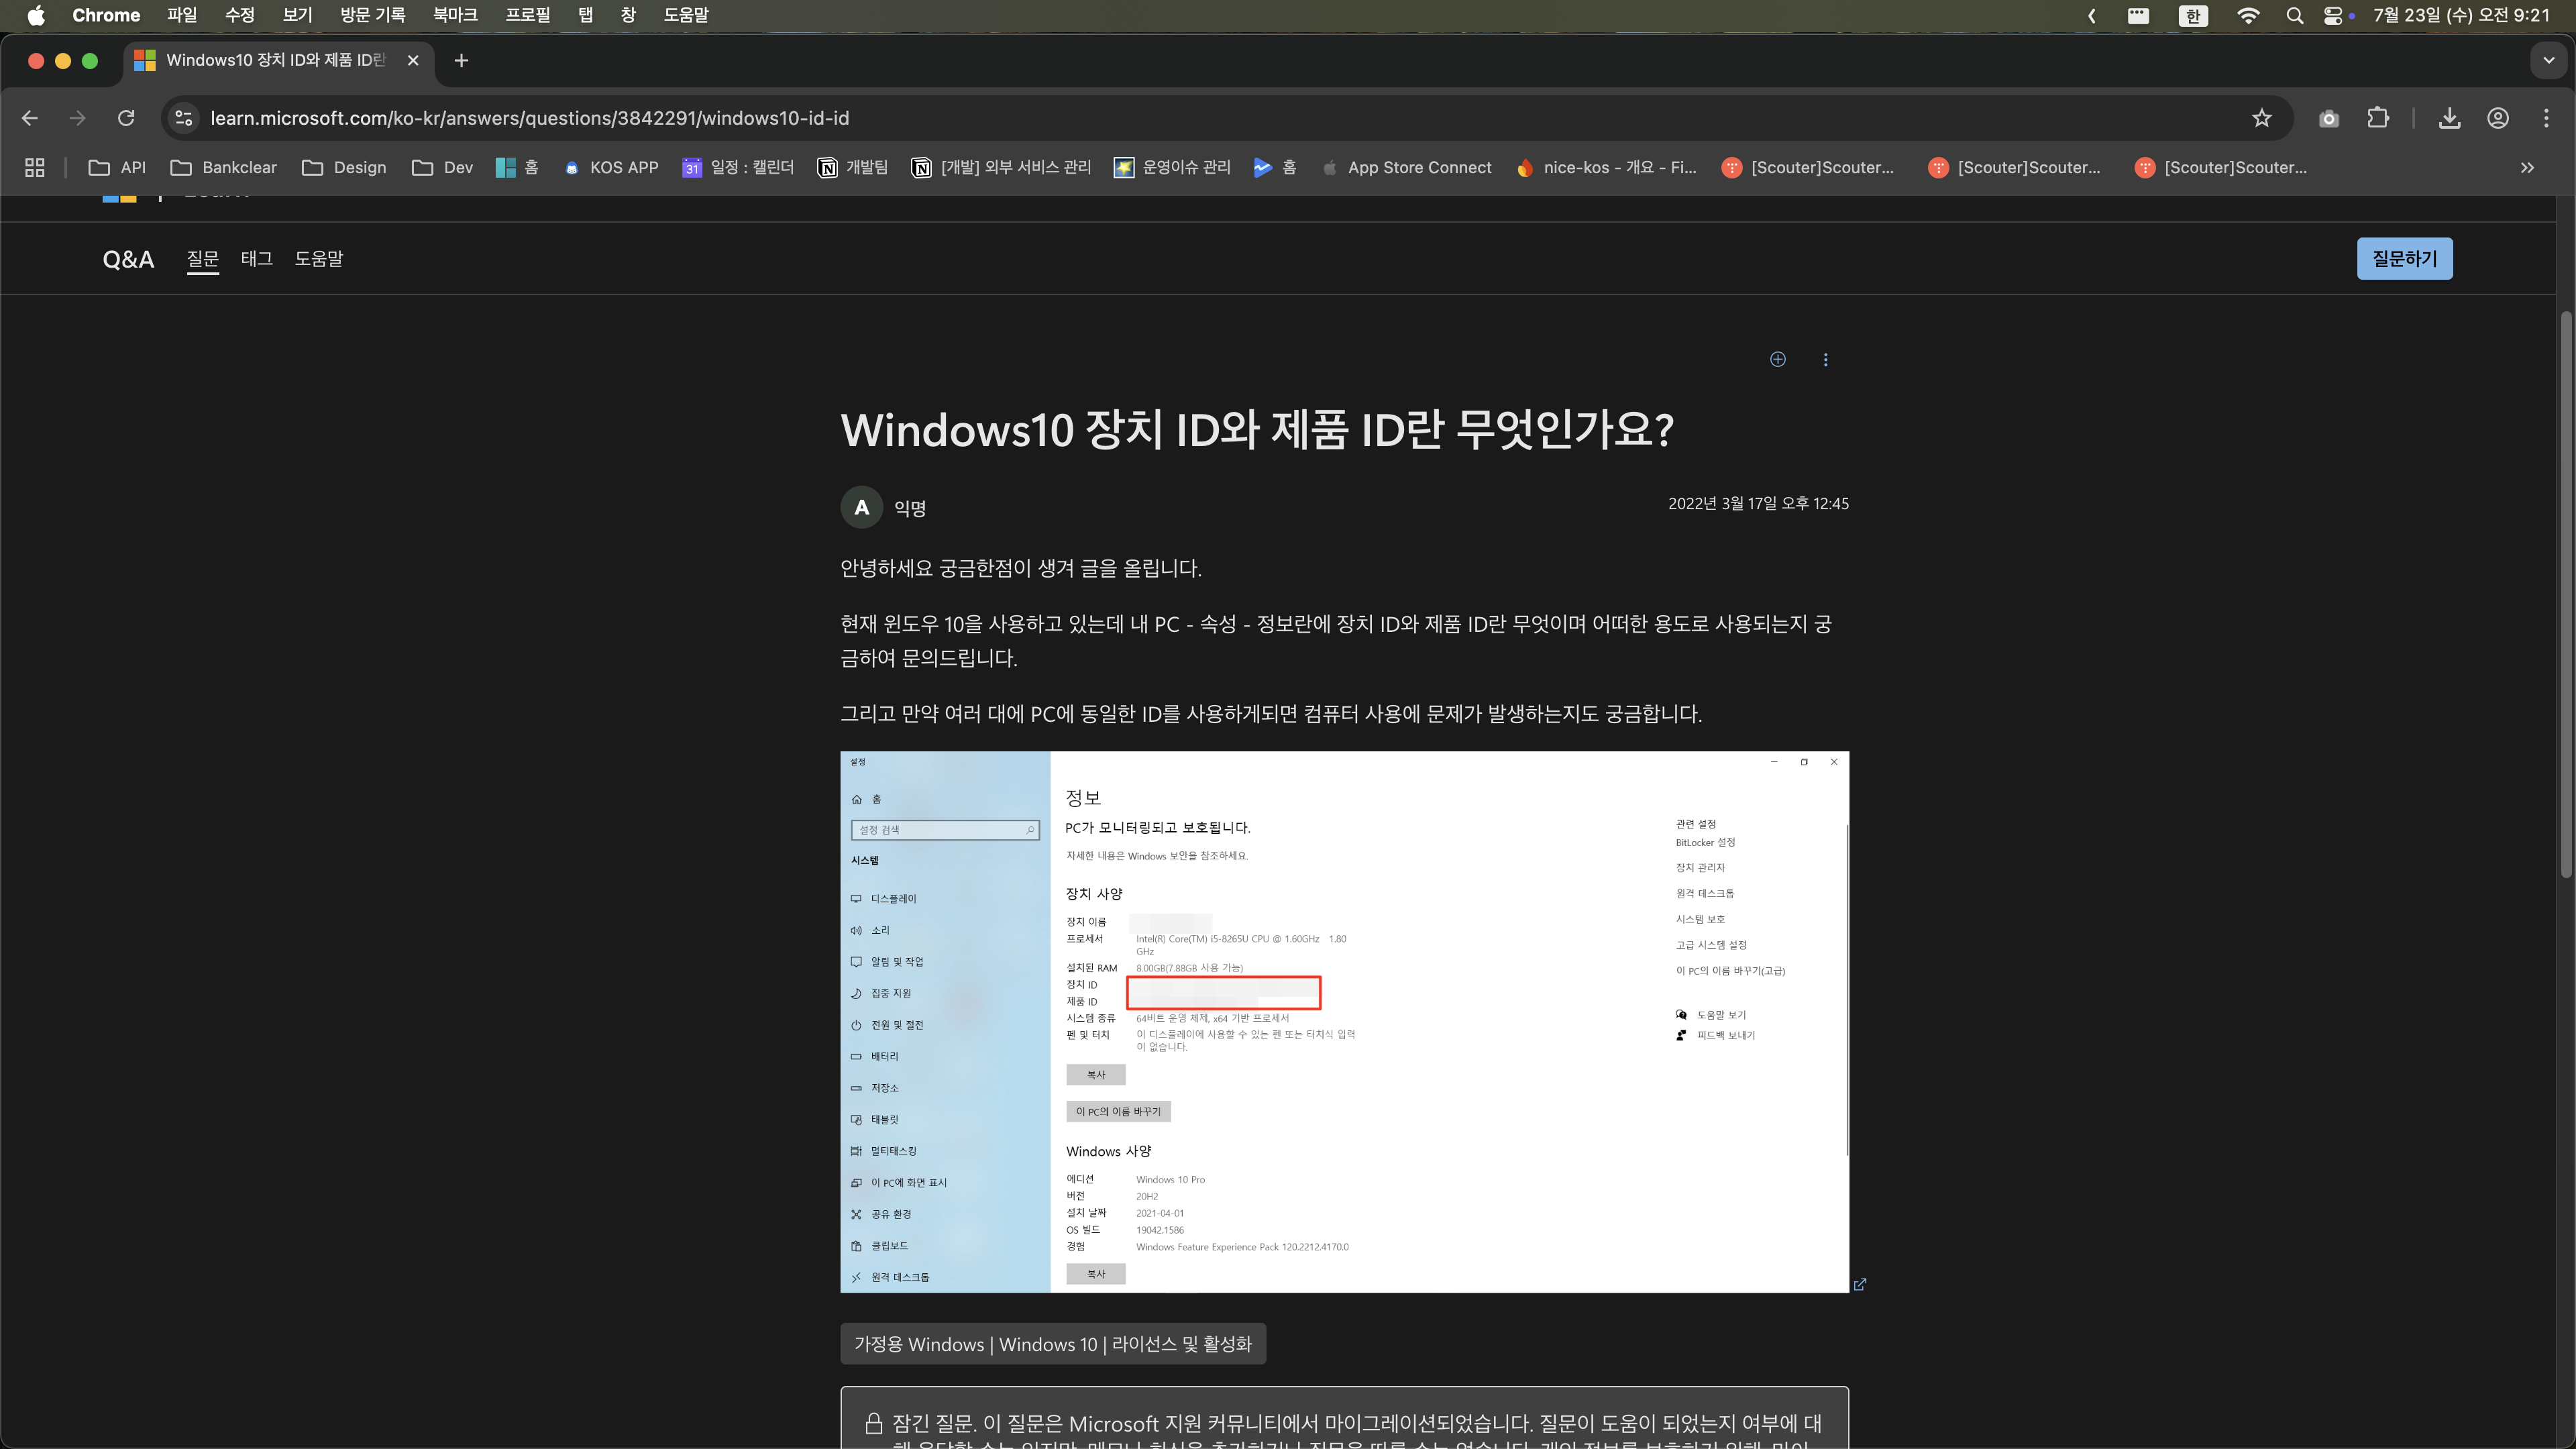 Chrome 파일 수정 보기 방문 기록 북마크 프로필 탭 창 도움말 한 7월 23일 (수) 오전 9:21
Windows10 장치 ID와 제품 ID란
learn.microsoft.com/ko-kr/answers/questions/3842291/windows10-id-id
API Bankclear Design Dev 홈 KOS APP 31 일정 : 캘린더 개발팀 [개발] 외부 서비스 관리 운영이슈 관리 홈 App Store Connect nice-kos - 개요 - Fi... [Scouter]Scouter... [Scouter]Scouter... [Scouter]Scouter...
Q&A 질문 태그 도움말 질문하기
Windows10 장치 ID와 제품 ID란 무엇인가요?
A 익명 2022년 3월 17일 오후 12:45
안녕하세요 궁금한점이 생겨 글을 올립니다.
현재 윈도우 10을 사용하고 있는데 내 PC - 속성 - 정보란에 장치 ID와 제품 ID란 무엇이며 어떠한 용도로 사용되는지 궁
금하여 문의드립니다.
그리고 만약 여러 대에 PC에 동일한 ID를 사용하게되면 컴퓨터 사용에 문제가 발생하는지도 궁금합니다.
설정
홈
설정 검색
시스템
디스플레이
소리
알림 및 작업
집중 지원
전원 및 절전
배터리
저장소
태블릿
멀티태스킹
이 PC에 화면 표시
공유 환경
클립보드
원격 데스크톱
정보
PC가 모니터링되고 보호됩니다.
자세한 내용은 Windows 보안을 참조하세요.
장치 사양
장치 이름
프로세서 Intel(R) Core(TM) i5-8265U CPU @ 1.60GHz 1.80
GHz
설치된 RAM 8.00GB(7.88GB 사용 가능)
장치 ID
제품 ID
시스템 종류 64비트 운영 체제, x64 기반 프로세서
펜 및 터치 이 디스플레이에 사용할 수 있는 펜 또는 터치식 입력
이 없습니다.
복사
이 PC의 이름 바꾸기
Windows 사양
에디션 Windows 10 Pro
버전 20H2
설치 날짜 2021-04-01
OS 빌드 19042.1586
경험 Windows Feature Experience Pack 120.2212.4170.0
복사
관련 설정
BitLocker 설정
장치 관리자
원격 데스크톱
시스템 보호
고급 시스템 설정
이 PC의 이름 바꾸기(고급)
도움말 보기
피드백 보내기
가정용 Windows | Windows 10 | 라이선스 및 활성화
잠긴 질문. 이 질문은 Microsoft 지원 커뮤니티에서 마이그레이션되었습니다. 질문이 도움이 되었는지 여부에 대